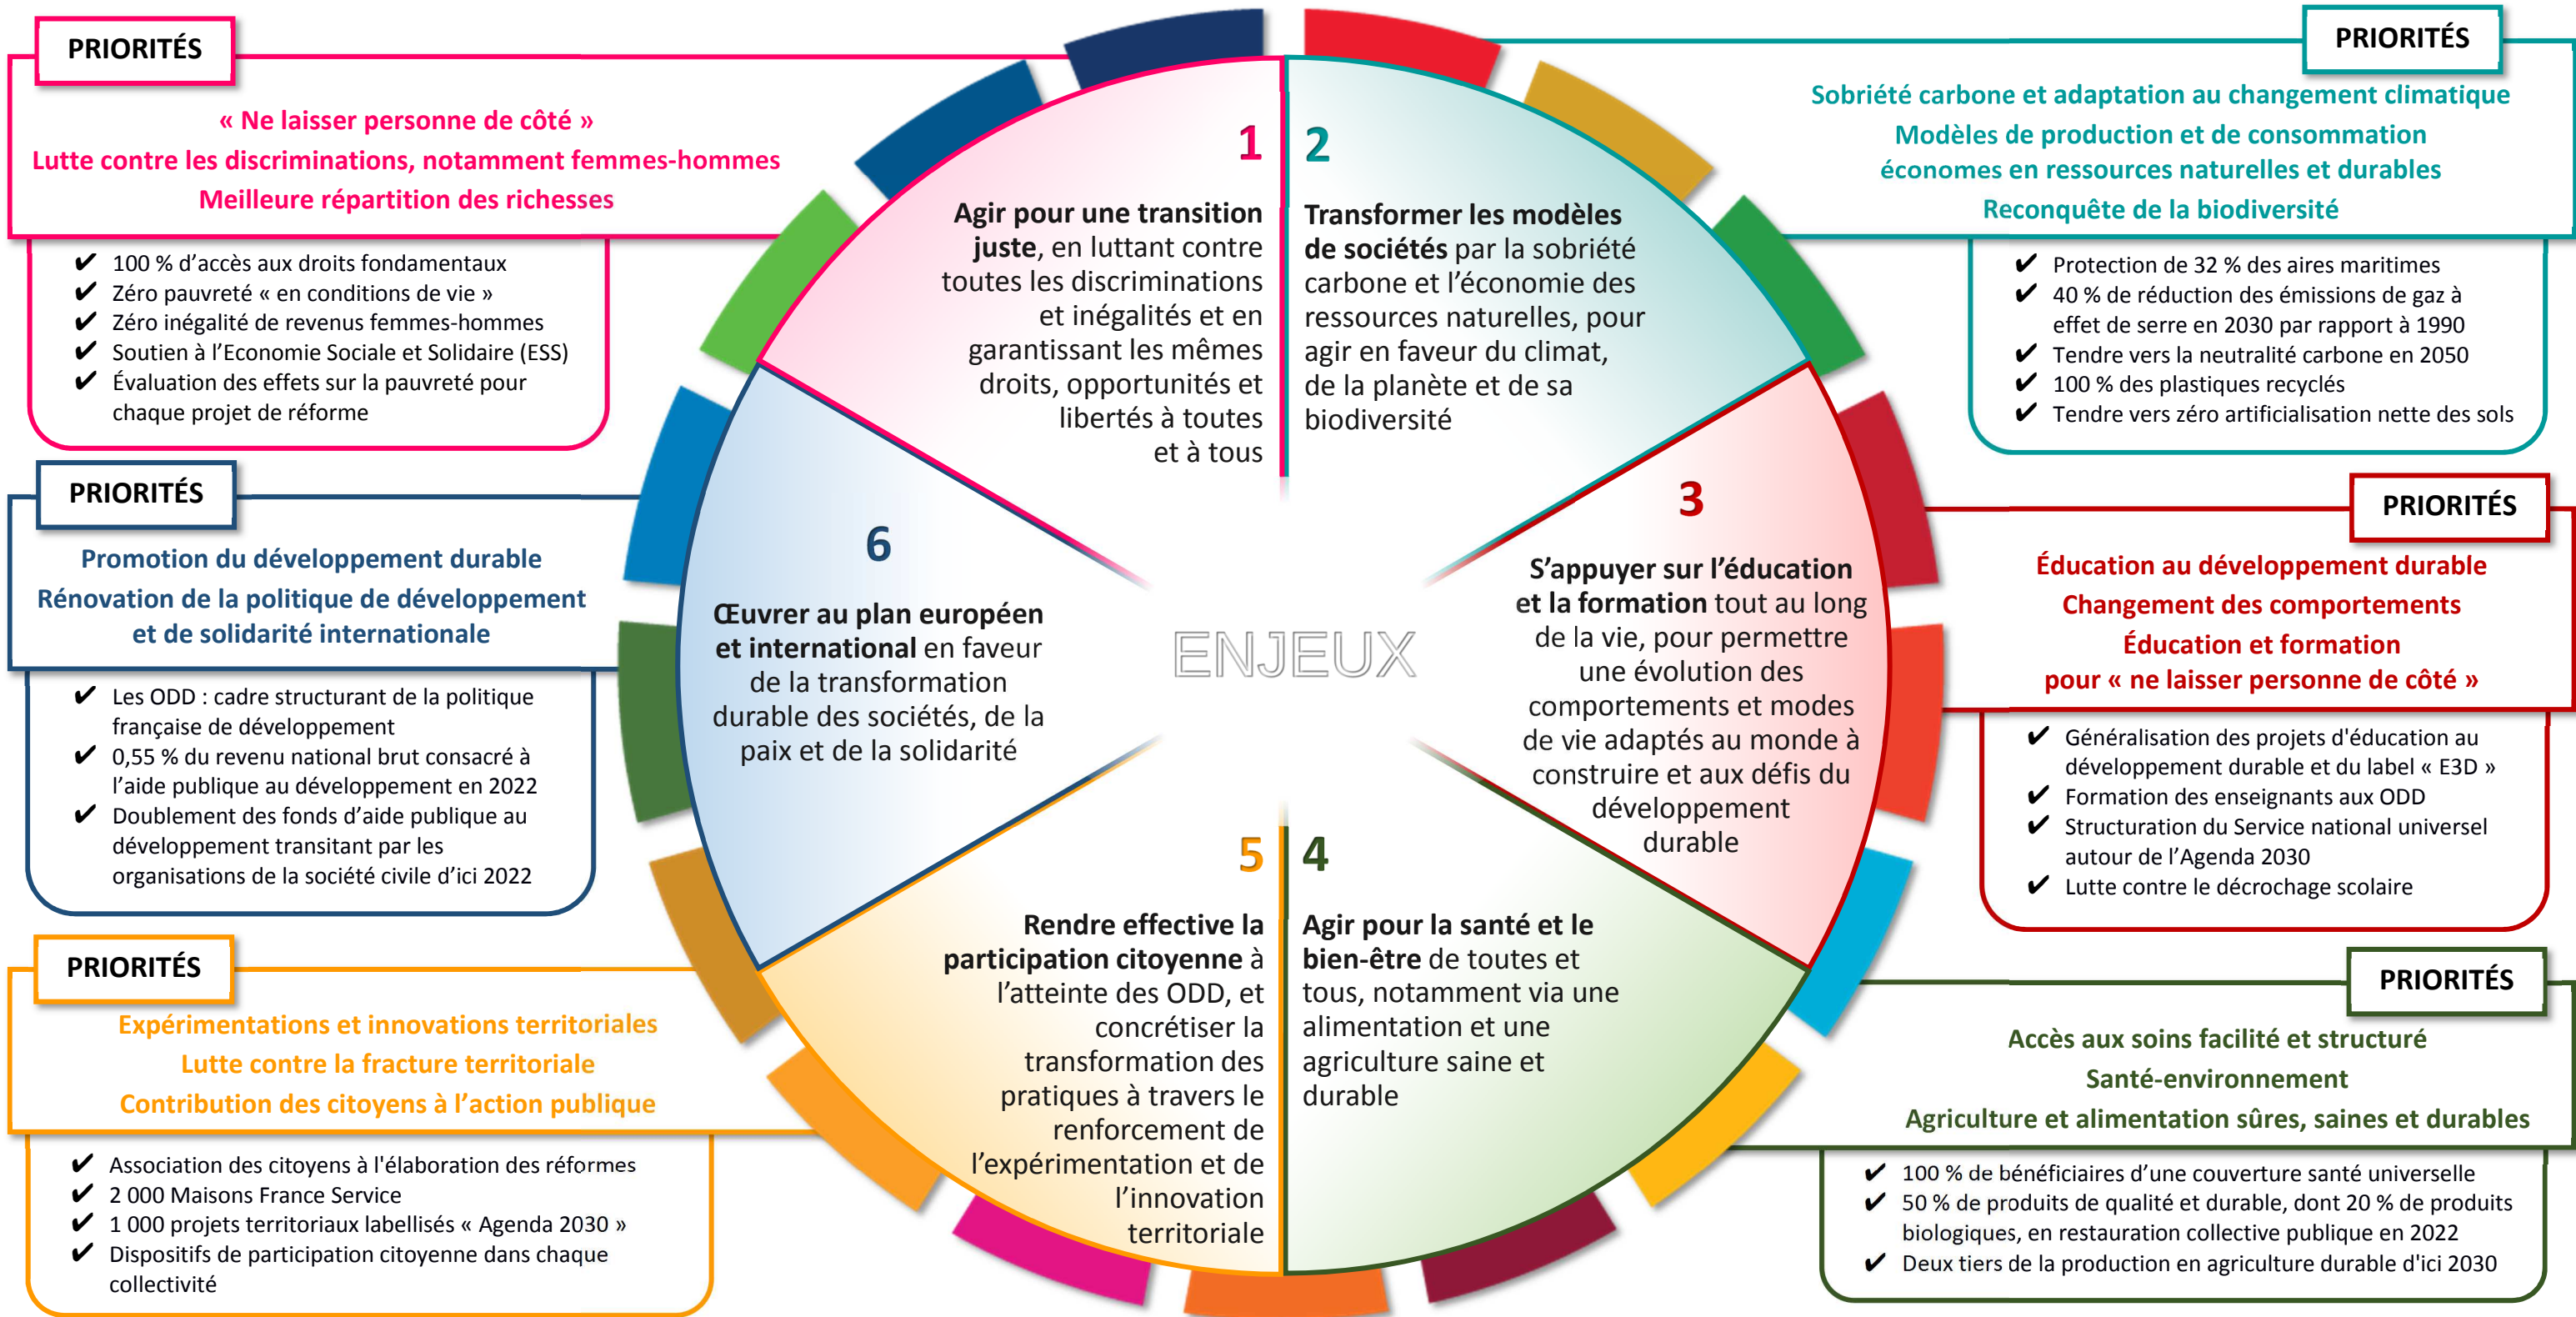 PRIORITÉS
« Ne laisser personne de côté »
Lutte contre les discriminations, notamment femmes-hommes
Meilleure répartition des richesses
✔ 100 % d’accès aux droits fondamentaux
✔ Zéro pauvreté « en conditions de vie »
✔ Zéro inégalité de revenus femmes-hommes
✔ Soutien à l’Economie Sociale et Solidaire (ESS)
✔ Évaluation des effets sur la pauvreté pour
chaque projet de réforme
1
Agir pour une transition
juste, en luttant contre
toutes les discriminations
et inégalités et en
garantissant les mêmes
droits, opportunités et
libertés à toutes
et à tous
2
Transformer les modèles
de sociétés par la sobriété
carbone et l’économie des
ressources naturelles, pour
agir en faveur du climat,
de la planète et de sa
biodiversité
PRIORITÉS
Sobriété carbone et adaptation au changement climatique
Modèles de production et de consommation
économes en ressources naturelles et durables
Reconquête de la biodiversité
✔ Protection de 32 % des aires maritimes
✔ 40 % de réduction des émissions de gaz à
effet de serre en 2030 par rapport à 1990
✔ Tendre vers la neutralité carbone en 2050
✔ 100 % des plastiques recyclés
✔ Tendre vers zéro artificialisation nette des sols
PRIORITÉS
Promotion du développement durable
Rénovation de la politique de développement
et de solidarité internationale
✔ Les ODD : cadre structurant de la politique
française de développement
✔ 0,55 % du revenu national brut consacré à
l’aide publique au développement en 2022
✔ Doublement des fonds d’aide publique au
développement transitant par les
organisations de la société civile d’ici 2022
6
Œuvrer au plan européen
et international en faveur
de la transformation
durable des sociétés, de la
paix et de la solidarité
ENJEUX
3
S’appuyer sur l’éducation
et la formation tout au long
de la vie, pour permettre
une évolution des
comportements et modes
de vie adaptés au monde à
construire et aux défis du
développement
durable
PRIORITÉS
Éducation au développement durable
Changement des comportements
Éducation et formation
pour « ne laisser personne de côté »
✔ Généralisation des projets d'éducation au
développement durable et du label « E3D »
✔ Formation des enseignants aux ODD
✔ Structuration du Service national universel
autour de l’Agenda 2030
✔ Lutte contre le décrochage scolaire
PRIORITÉS
Expérimentations et innovations territoriales
Lutte contre la fracture territoriale
Contribution des citoyens à l’action publique
✔ Association des citoyens à l'élaboration des réformes
✔ 2 000 Maisons France Service
✔ 1 000 projets territoriaux labellisés « Agenda 2030 »
✔ Dispositifs de participation citoyenne dans chaque
collectivité
5
Rendre effective la
participation citoyenne à
l’atteinte des ODD, et
concrétiser la
transformation des
pratiques à travers le
renforcement de
l’expérimentation et de
l’innovation
territoriale
4
Agir pour la santé et le
bien-être de toutes et
tous, notamment via une
alimentation et une
agriculture saine et
durable
PRIORITÉS
Accès aux soins facilité et structuré
Santé-environnement
Agriculture et alimentation sûres, saines et durables
✔ 100 % de bénéficiaires d’une couverture santé universelle
✔ 50 % de produits de qualité et durable, dont 20 % de produits
biologiques, en restauration collective publique en 2022
✔ Deux tiers de la production en agriculture durable d'ici 2030